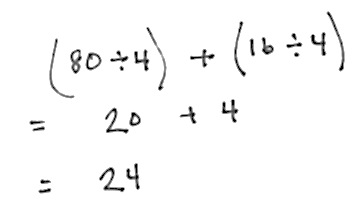 (80÷4) + (16÷4)
= 20 + 4
= 24